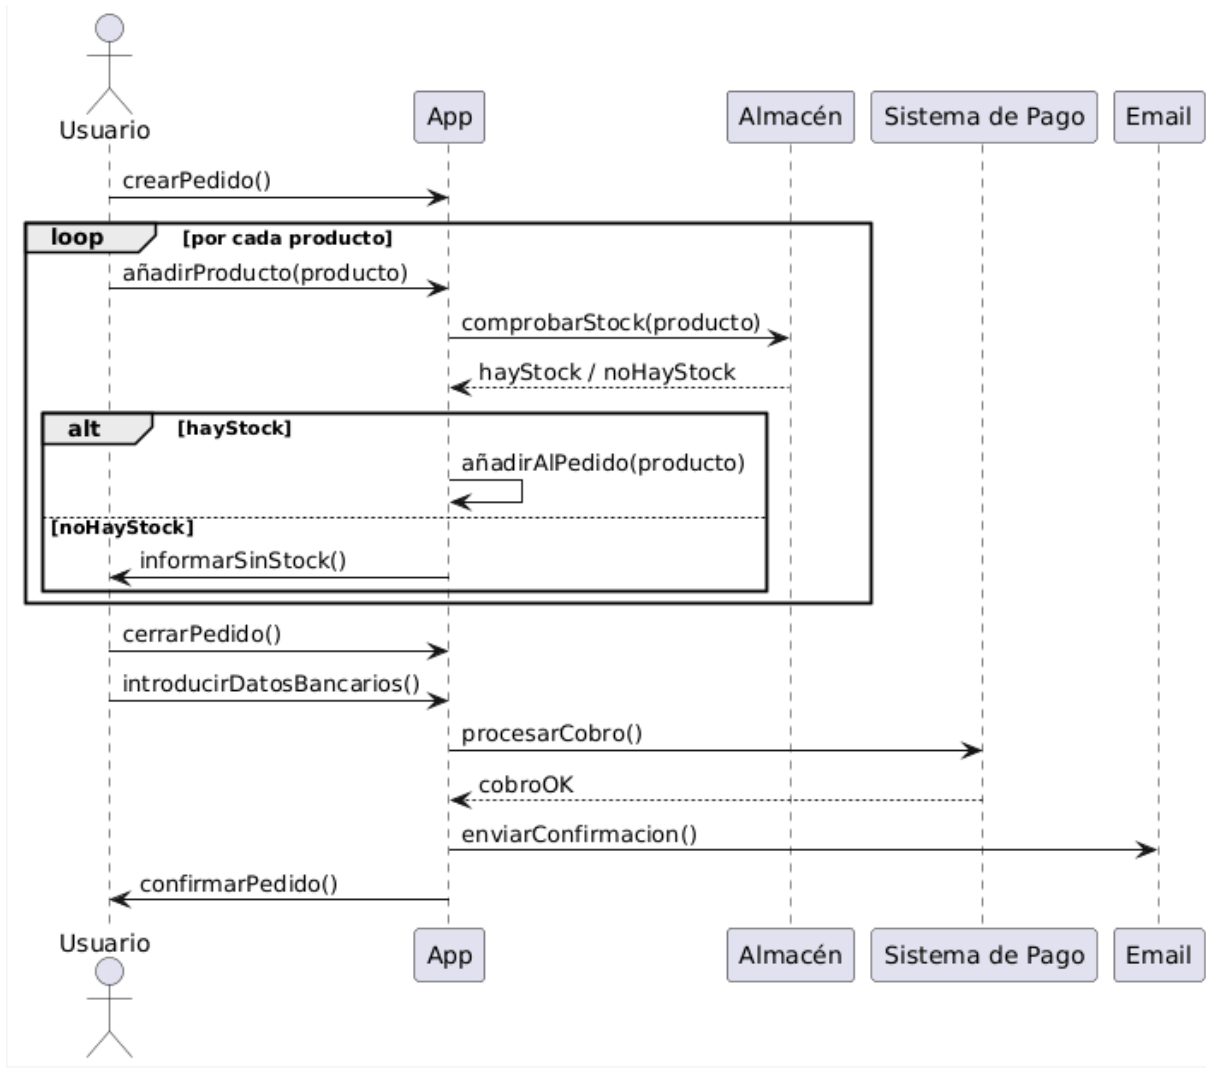 Usuario
App
Almacén
Sistema de Pago
Email
crearPedido()
loop [por cada producto]
añadirProducto(producto)
comprobarStock(producto)
hayStock / noHayStock
alt [hayStock]
añadirAlPedido(producto)
[noHayStock]
informarSinStock()
cerrarPedido()
introducirDatosBancarios()
procesarCobro()
cobroOK
enviarConfirmacion()
confirmarPedido()
Usuario
App
Almacén
Sistema de Pago
Email